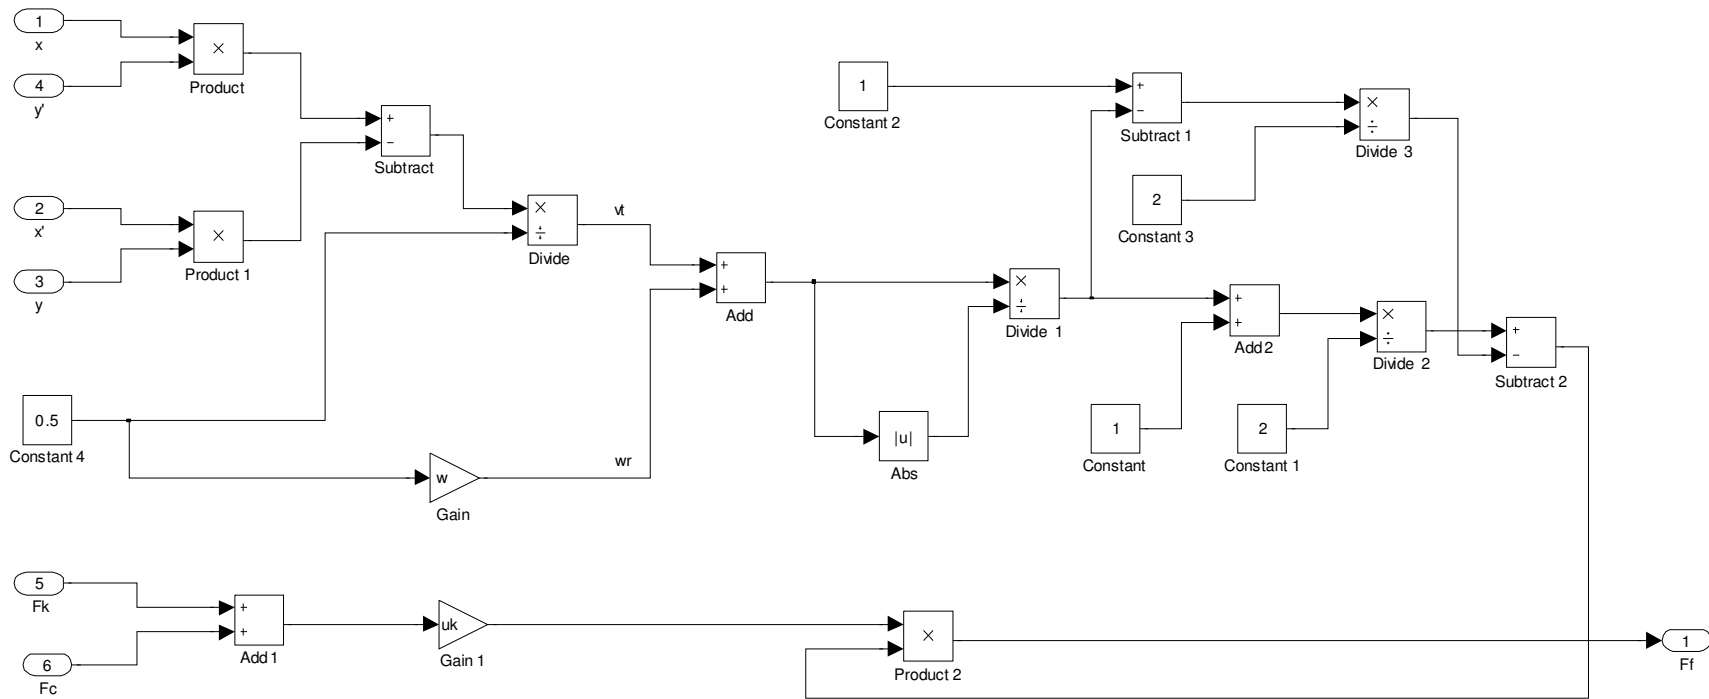 1
x
4
y'
×
Product
+
−
Subtract
2
x'
3
y
×
Product 1
×
÷
Divide
vt
0.5
Constant 4
w
Gain
wr
+
+
Add
|u|
Abs
×
÷
Divide 1
1
Constant 2
+
−
Subtract 1
2
Constant 3
×
÷
Divide 3
+
+
Add 2
1
Constant
2
Constant 1
×
÷
Divide 2
+
−
Subtract 2
5
Fk
6
Fc
+
+
Add 1
uk
Gain 1
×
Product 2
1
Ff